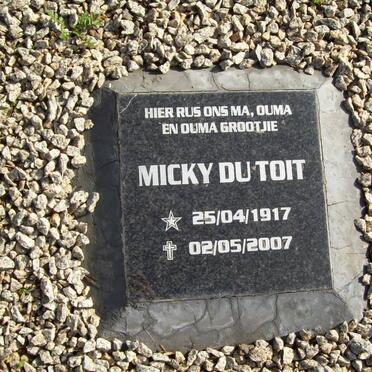 HIER RUS ONS MA, OUMA
EN OUMA GROOTJIE
MICKY DU TOIT
25/04/1917
02/05/2007